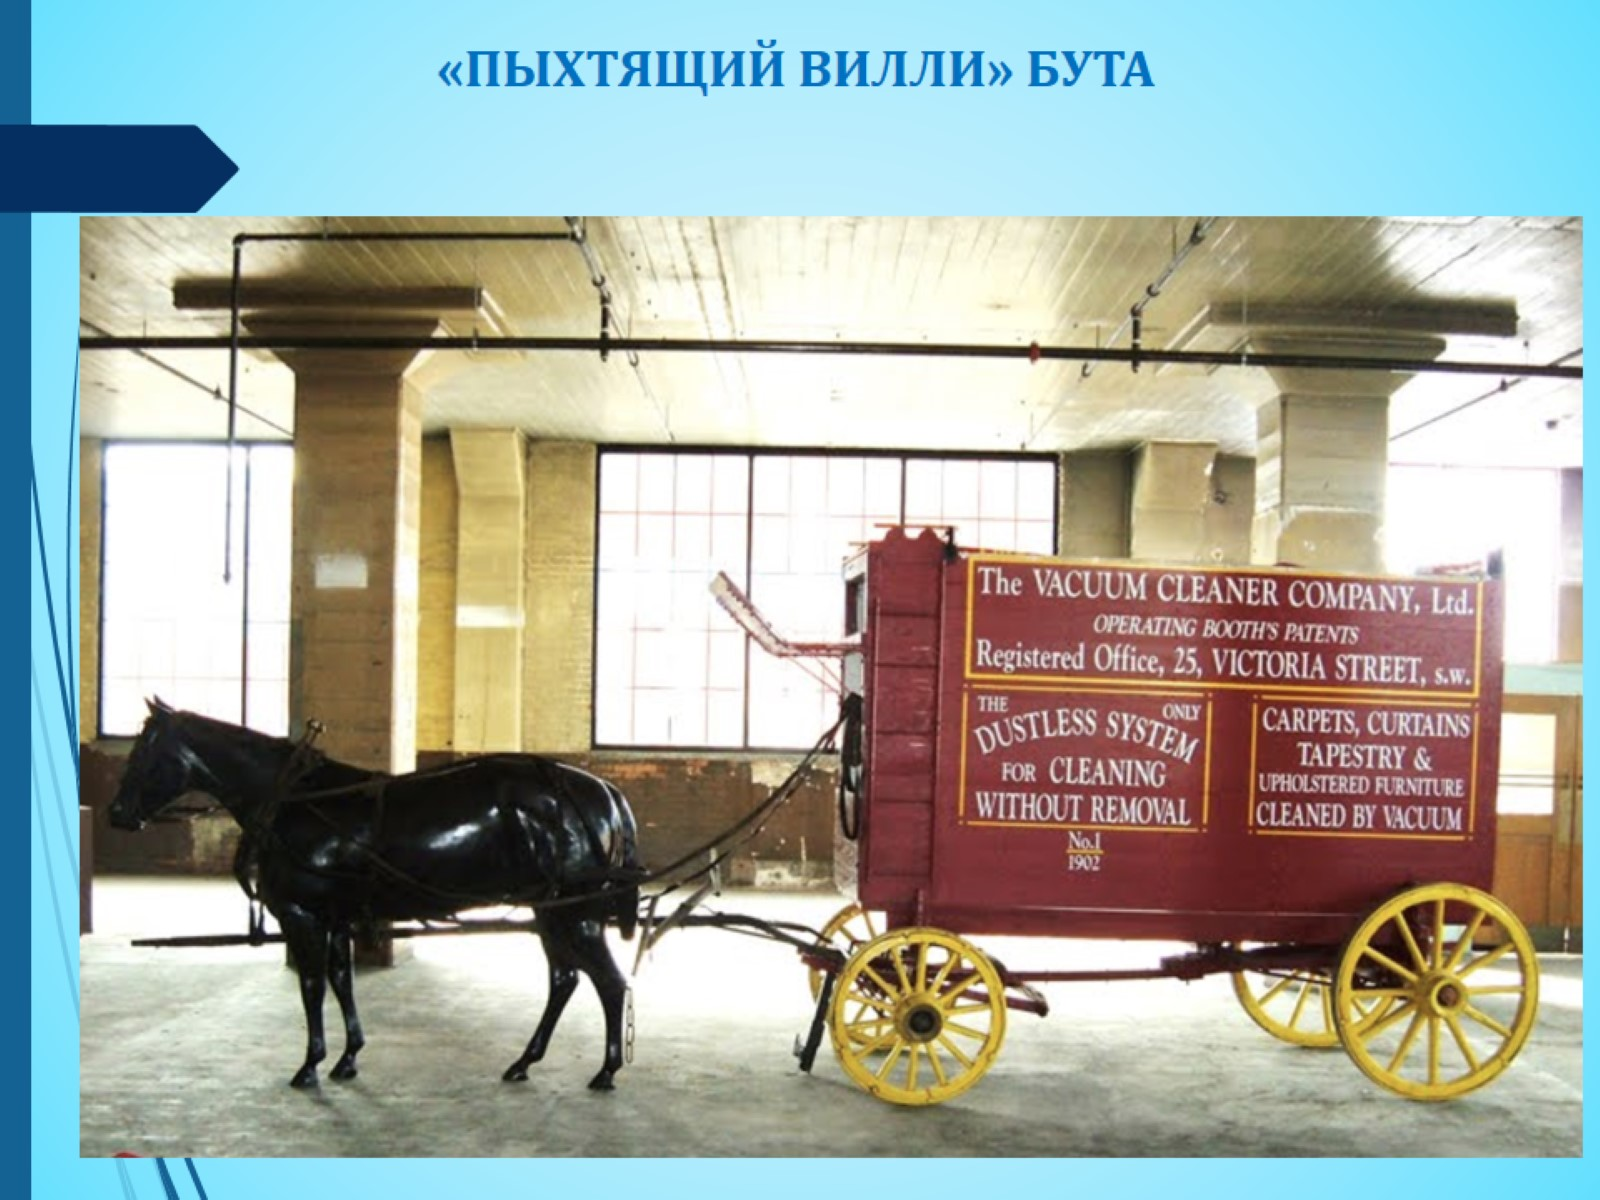 «ПЫХТЯЩИЙ ВИЛЛИ» БУТА
The VACUUM CLEANER COMPANY, Ltd.
OPERATING BOOTH'S PATENTS
Registered Office, 25, VICTORIA STREET, s.w.
THE ONLY
DUSTLESS SYSTEM
FOR CLEANING
WITHOUT REMOVAL
No.1
1902
CARPETS, CURTAINS
TAPESTRY &
UPHOLSTERED FURNITURE
CLEANED BY VACUUM